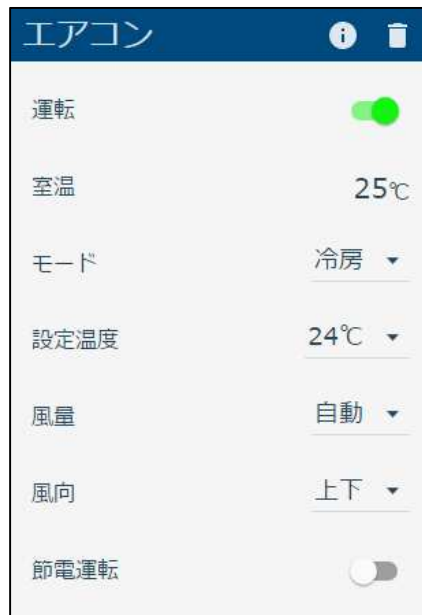 エアコン
運転
室温 25℃
モード 冷房
設定温度 24℃
風量 自動
風向 上下
節電運転